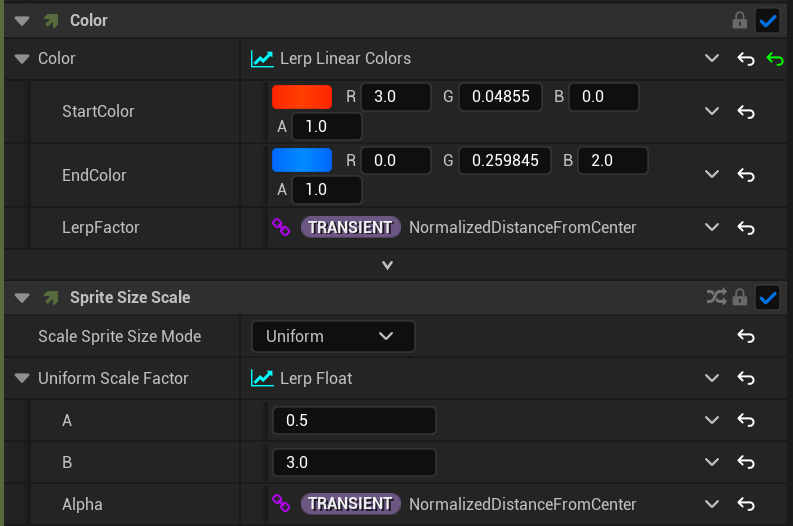 Color
Color Lerp Linear Colors
StartColor R 3.0 G 0.04855 B 0.0
A 1.0
EndColor R 0.0 G 0.259845 B 2.0
A 1.0
LerpFactor TRANSIENT NormalizedDistanceFromCenter
Sprite Size Scale
Scale Sprite Size Mode Uniform
Uniform Scale Factor Lerp Float
A 0.5
B 3.0
Alpha TRANSIENT NormalizedDistanceFromCenter